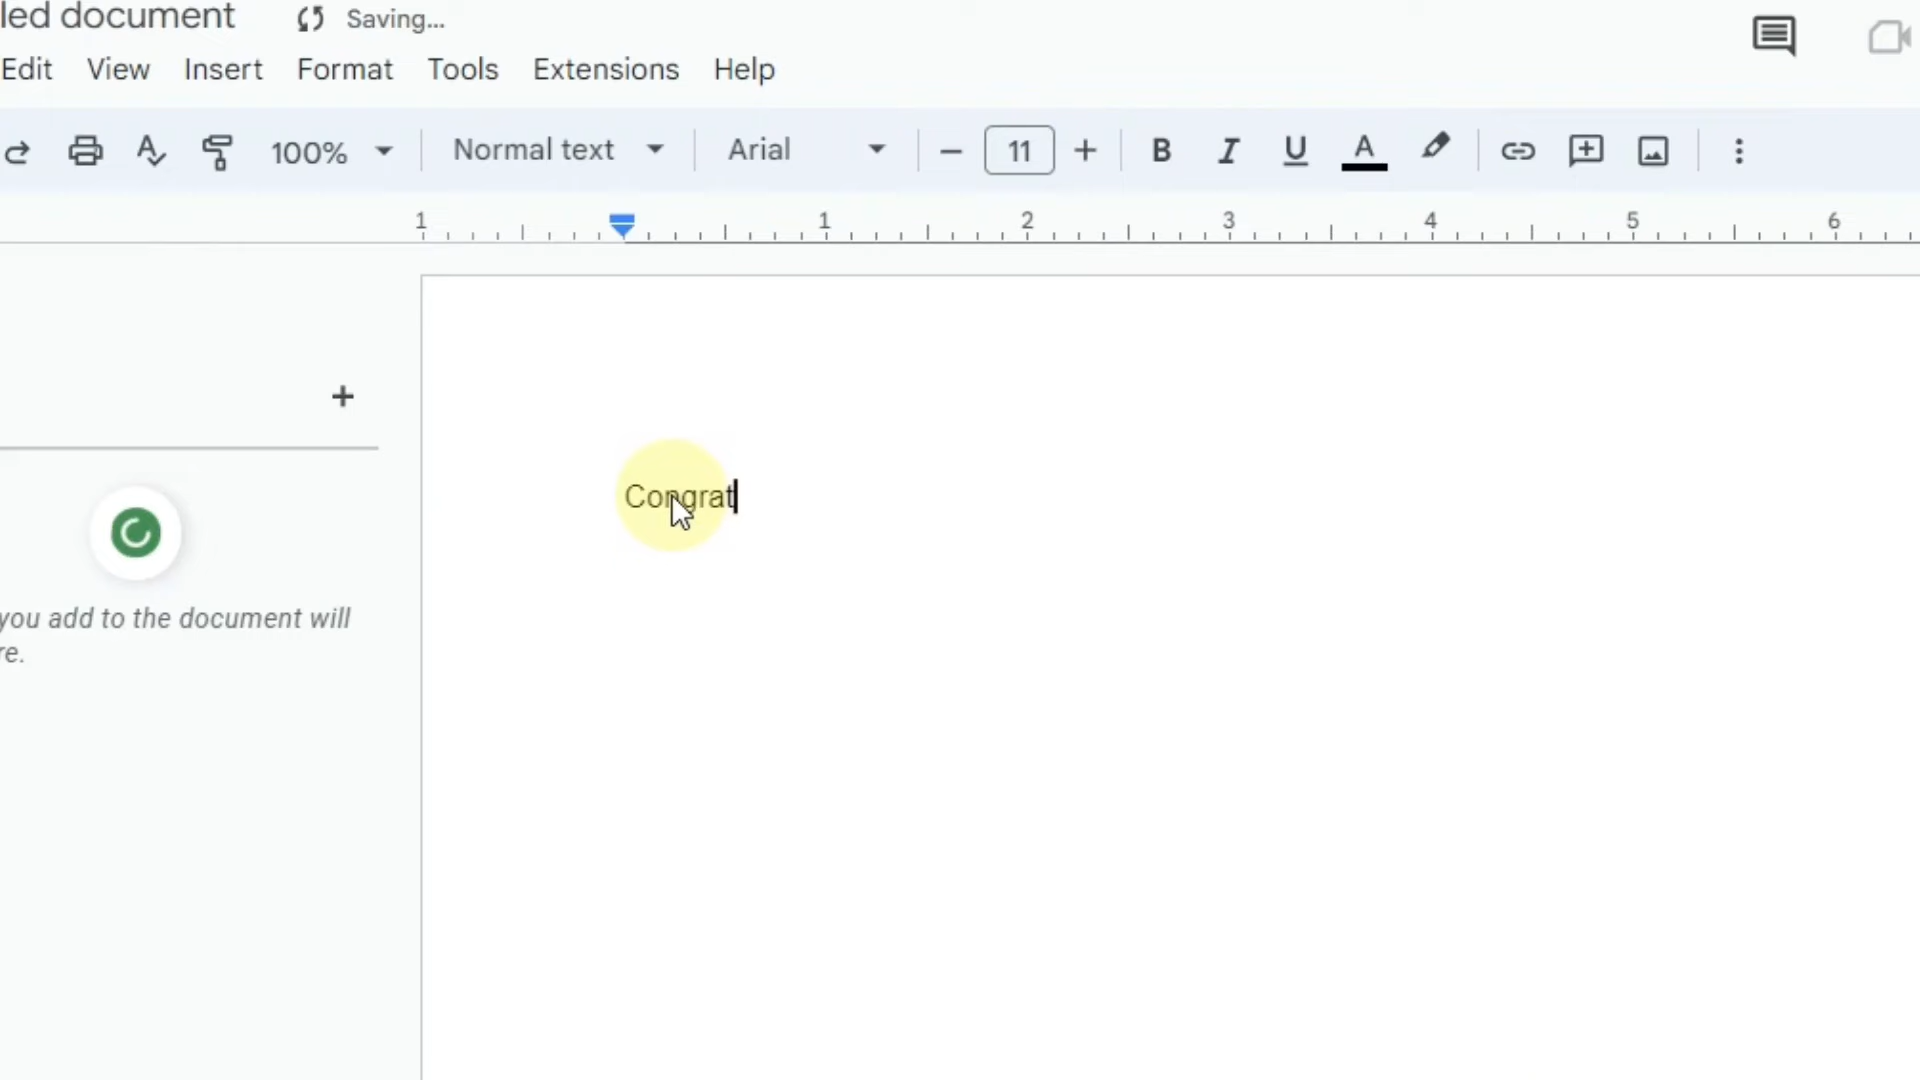 led document Saving...
Edit View Insert Format Tools Extensions Help
100% Normal text Arial 11 B I U A
1 1 2 3 4 5 6
Congrat
you add to the document will
re.